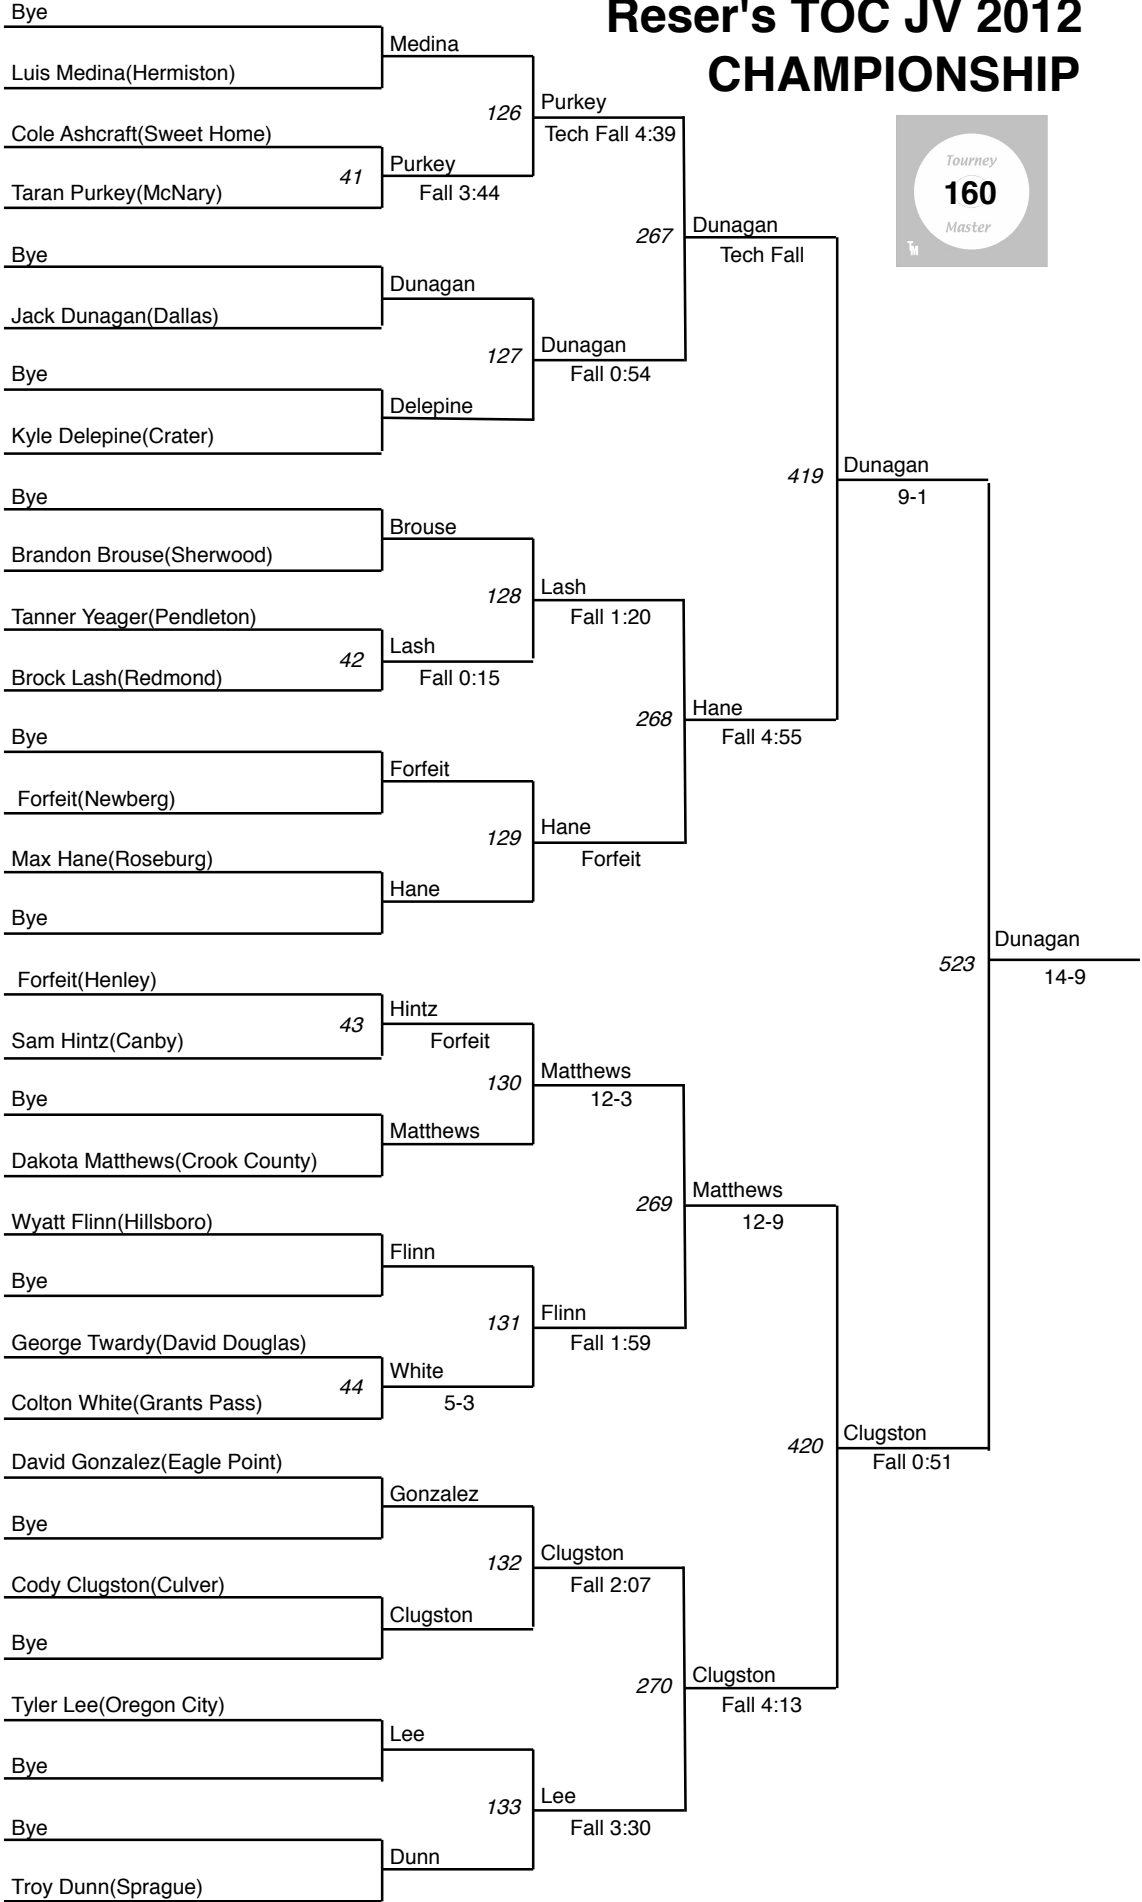 Reser's TOC JV 2012
CHAMPIONSHIP
Tourney
160
Master
TM
Bye
Luis Medina(Hermiston)
Cole Ashcraft(Sweet Home)
41
Taran Purkey(McNary)
Bye
Jack Dunagan(Dallas)
Bye
Kyle Delepine(Crater)
Bye
Brandon Brouse(Sherwood)
Tanner Yeager(Pendleton)
42
Brock Lash(Redmond)
Bye
Forfeit(Newberg)
Max Hane(Roseburg)
Bye
Forfeit(Henley)
43
Sam Hintz(Canby)
Bye
Dakota Matthews(Crook County)
Wyatt Flinn(Hillsboro)
Bye
George Twardy(David Douglas)
44
Colton White(Grants Pass)
David Gonzalez(Eagle Point)
Bye
Cody Clugston(Culver)
Bye
Tyler Lee(Oregon City)
Bye
Bye
Troy Dunn(Sprague)
Medina
126
Purkey
Fall 3:44
Dunagan
127
Delepine
Brouse
128
Lash
Fall 0:15
Forfeit
129
Hane
Hintz
Forfeit
130
Matthews
Flinn
131
White
5-3
Gonzalez
132
Clugston
Lee
133
Dunn
Purkey
Tech Fall 4:39
267
Dunagan
Fall 0:54
Lash
Fall 1:20
268
Hane
Forfeit
Matthews
12-3
269
Flinn
Fall 1:59
Clugston
Fall 2:07
270
Lee
Fall 3:30
Dunagan
Tech Fall
419
Hane
Fall 4:55
Matthews
12-9
420
Clugston
Fall 4:13
Dunagan
9-1
523
Clugston
Fall 0:51
Dunagan
14-9